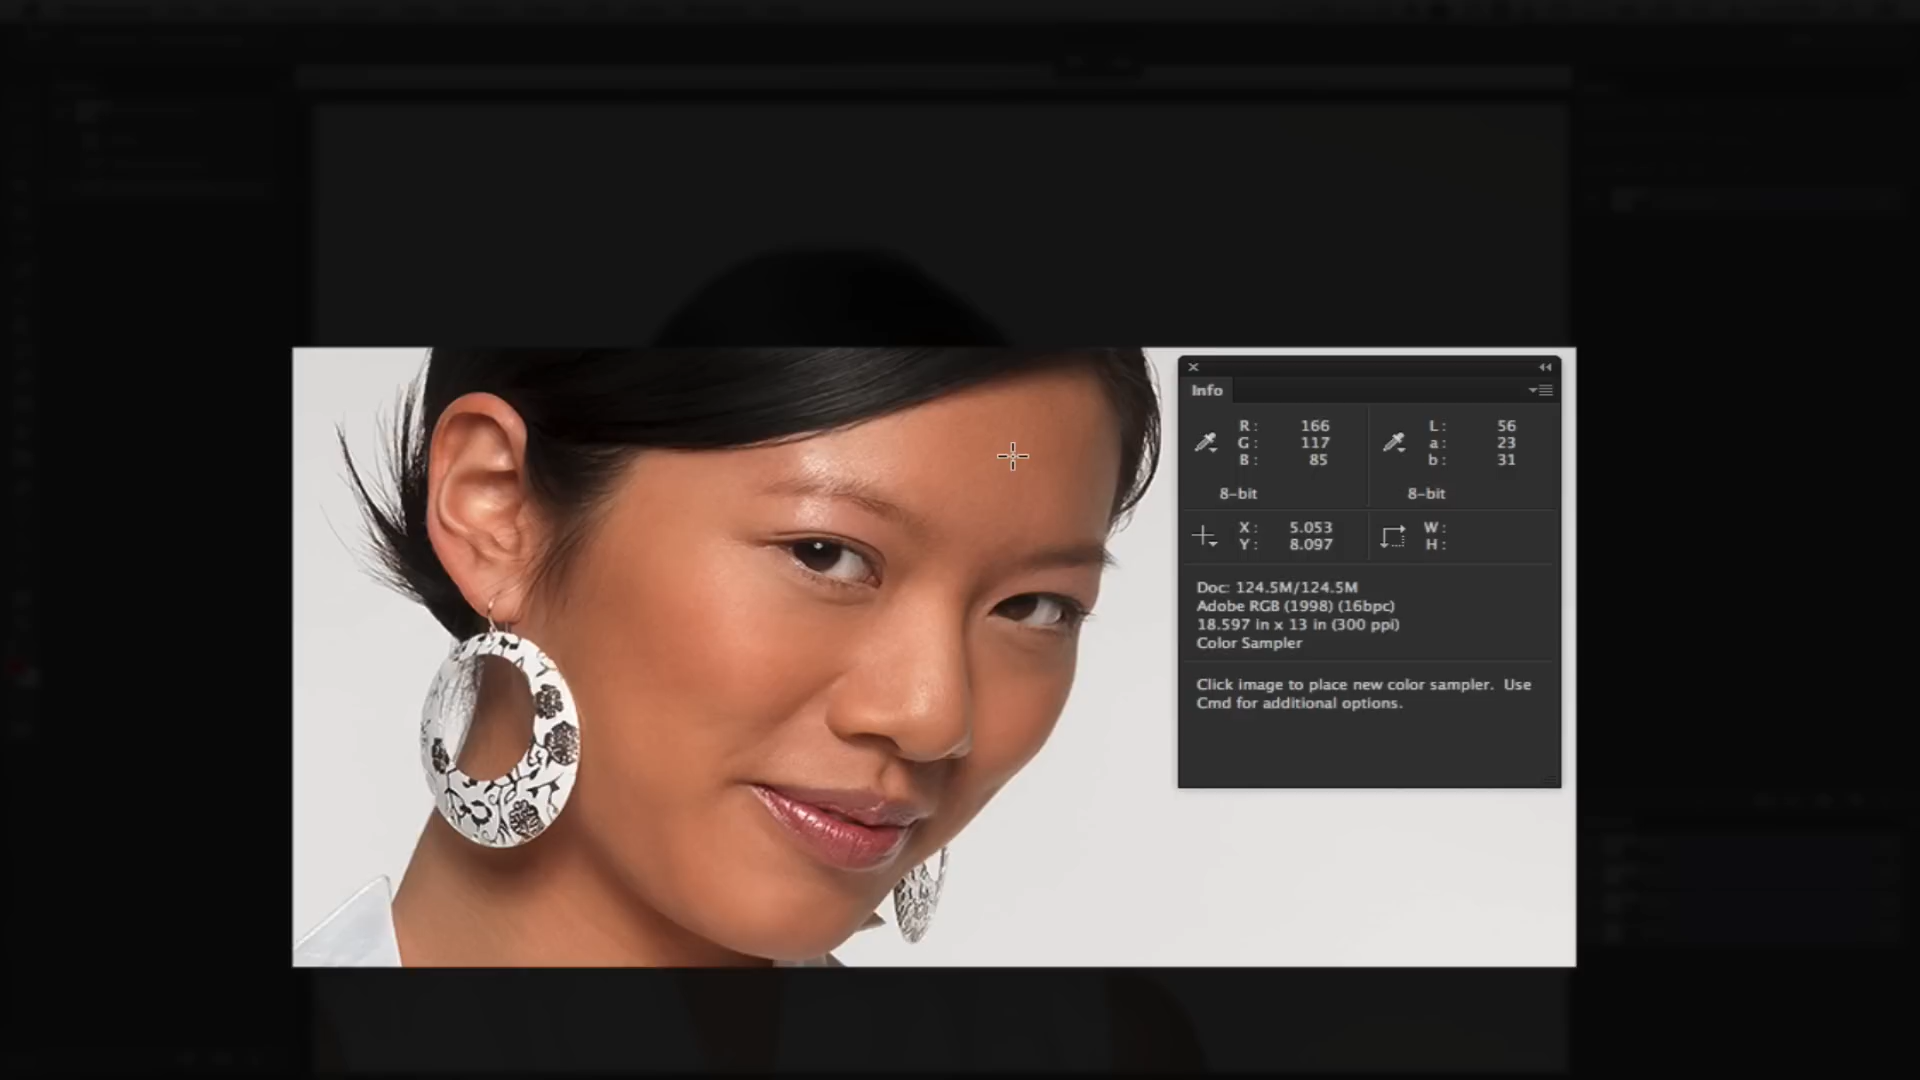 Info
R: 166 L: 56
G: 117 a: 23
B: 85 b: 31
8-bit 8-bit
X: 5.053 W:
Y: 8.097 H:
Doc: 124.5M/124.5M
Adobe RGB (1998) (16bpc)
18.597 in x 13 in (300 ppi)
Color Sampler
Click image to place new color sampler. Use
Cmd for additional options.